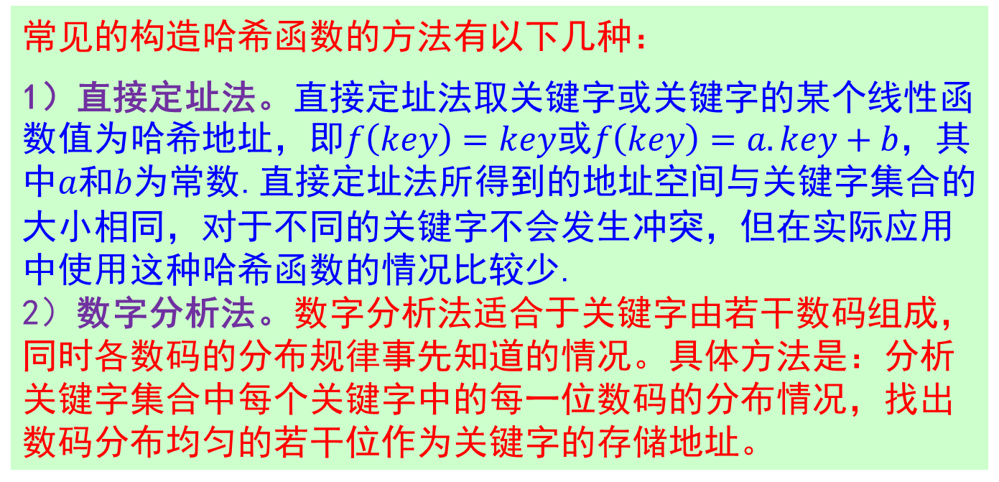 常见的构造哈希函数的方法有以下几种：
1）直接定址法。直接定址法取关键字或关键字的某个线性函
数值为哈希地址，即f(key) = key或f(key) = a.key + b，其
中a和b为常数.直接定址法所得到的地址空间与关键字集合的
大小相同，对于不同的关键字不会发生冲突，但在实际应用
中使用这种哈希函数的情况比较少.
2）数字分析法。数字分析法适合于关键字由若干数码组成，
同时各数码的分布规律事先知道的情况。具体方法是：分析
关键字集合中每个关键字中的每一位数码的分布情况，找出
数码分布均匀的若干位作为关键字的存储地址。